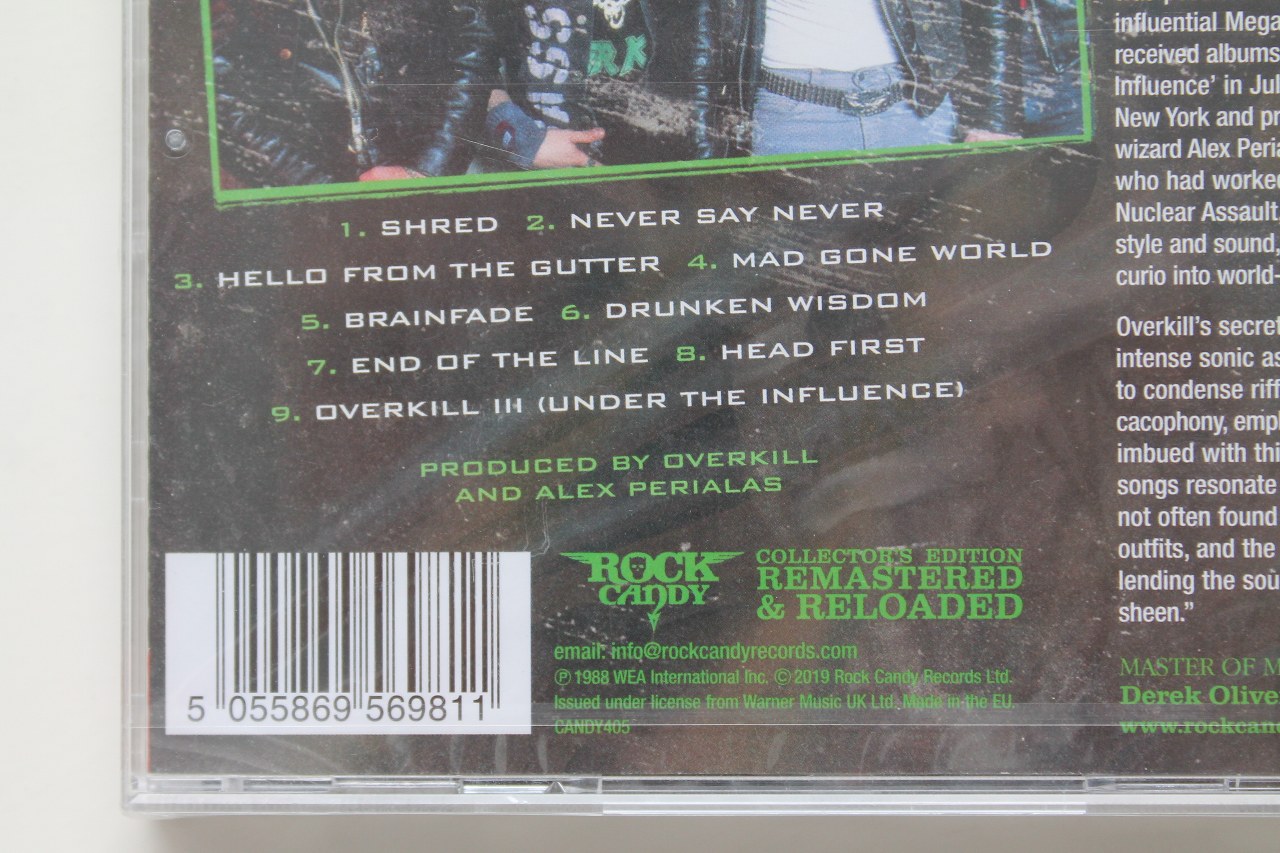 1. SHRED 2. NEVER SAY NEVER
3. HELLO FROM THE GUTTER 4. MAD GONE WORLD
5. BRAINFADE 6. DRUNKEN WISDOM
7. END OF THE LINE 8. HEAD FIRST
9. OVERKILL III (UNDER THE INFLUENCE)
PRODUCED BY OVERKILL
AND ALEX PERIALAS
5 055869 569811
ROCK
CANDY
COLLECTOR'S EDITION
REMASTERED
& RELOADED
email: info@rockcandyrecords.com
℗ 1988 WEA International Inc. © 2019 Rock Candy Records Ltd.
Issued under license from Warner Music UK Ltd. Made in the EU.
CANDY405
influential Mega
received albums
Influence' in Jul
New York and pr
wizard Alex Peria
who had worked
Nuclear Assault
style and sound,
curio into world-
Overkill's secret
intense sonic as
to condense riff
cacophony, emph
imbued with thi
songs resonate
not often found
outfits, and the
lending the sou
sheen."
MASTER OF M
Derek Olive
www.rockcan